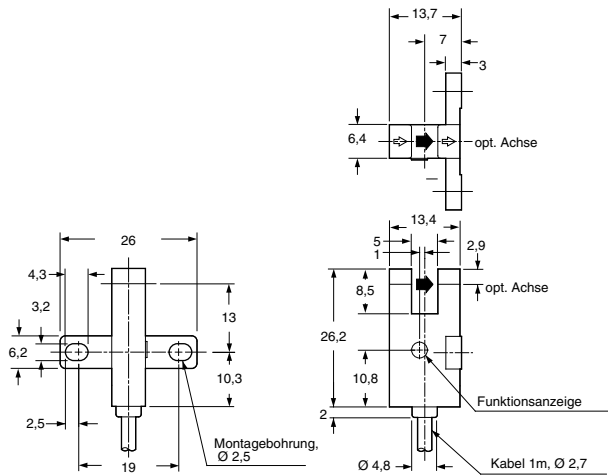 13,7
7
3
6,4
opt. Achse
13,4
5
1
2,9
opt. Achse
8,5
26,2
10,8
2
Funktionsanzeige
Ø 4,8
Kabel 1m, Ø 2,7
26
4,3
3,2
6,2
13
10,3
2,5
19
Montagebohrung,
Ø 2,5